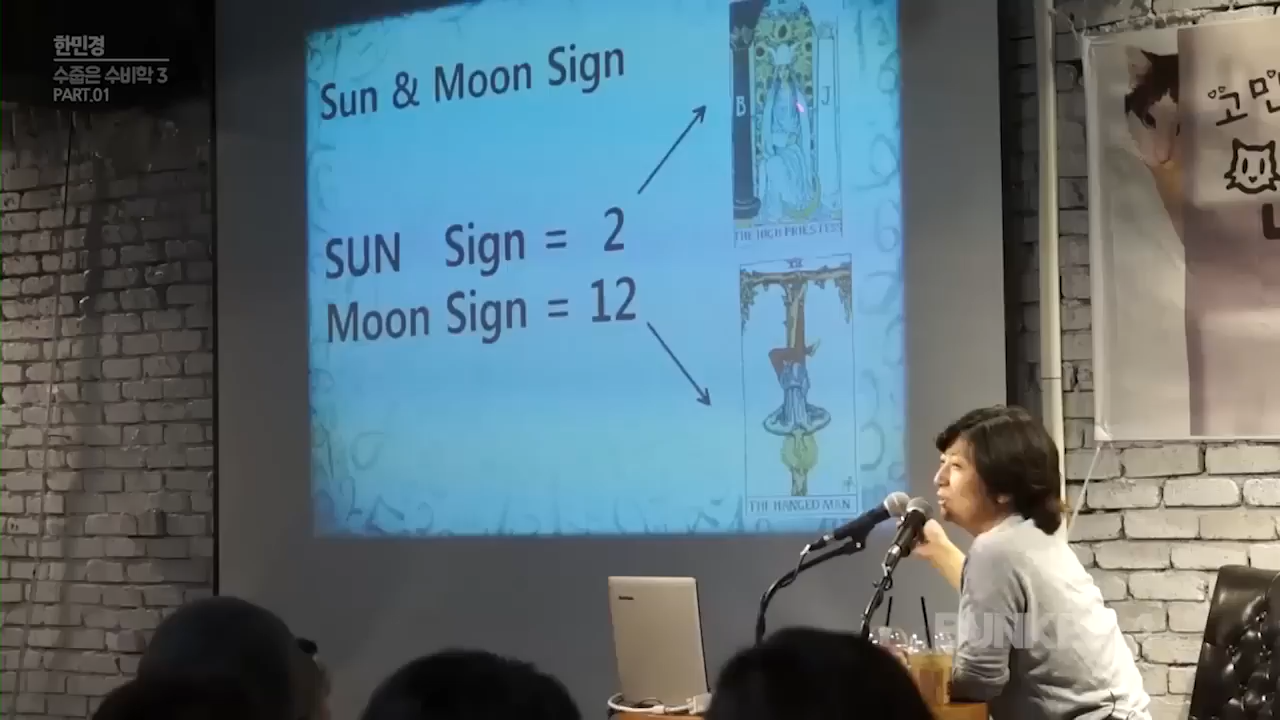 한민경
수줍은 수비학 3
PART.01
Sun & Moon Sign
SUN Sign = 2
Moon Sign = 12
B J
THE HIGH PRIESTESS
XII
THE HANGED MAN
고민